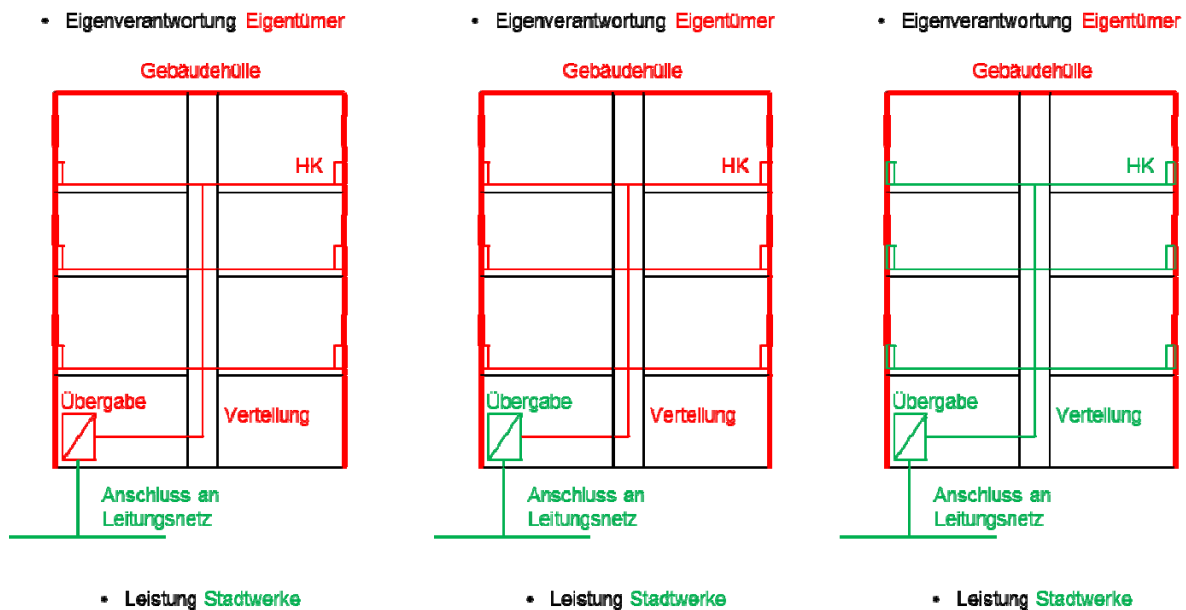 • Eigenverantwortung Eigentümer
Gebäudehülle
HK
Übergabe
Verteilung
Anschluss an
Leitungsnetz
• Leistung Stadtwerke
• Eigenverantwortung Eigentümer
Gebäudehülle
HK
Übergabe
Verteilung
Anschluss an
Leitungsnetz
• Leistung Stadtwerke
• Eigenverantwortung Eigentümer
Gebäudehülle
HK
Übergabe
Verteilung
Anschluss an
Leitungsnetz
• Leistung Stadtwerke